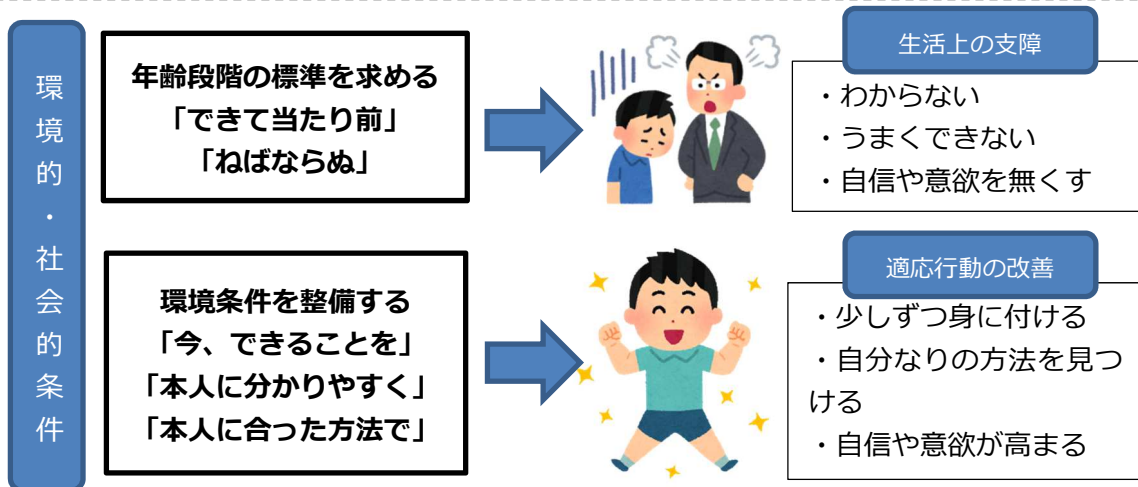 環境的・社会的条件
年齢段階の標準を求める
「できて当たり前」
「ねばならぬ」
生活上の支障
・わからない
・うまくできない
・自信や意欲を無くす
環境条件を整備する
「今、できることを」
「本人に分かりやすく」
「本人に合った方法で」
適応行動の改善
・少しずつ身に付ける
・自分なりの方法を見つ
ける
・自信や意欲が高まる